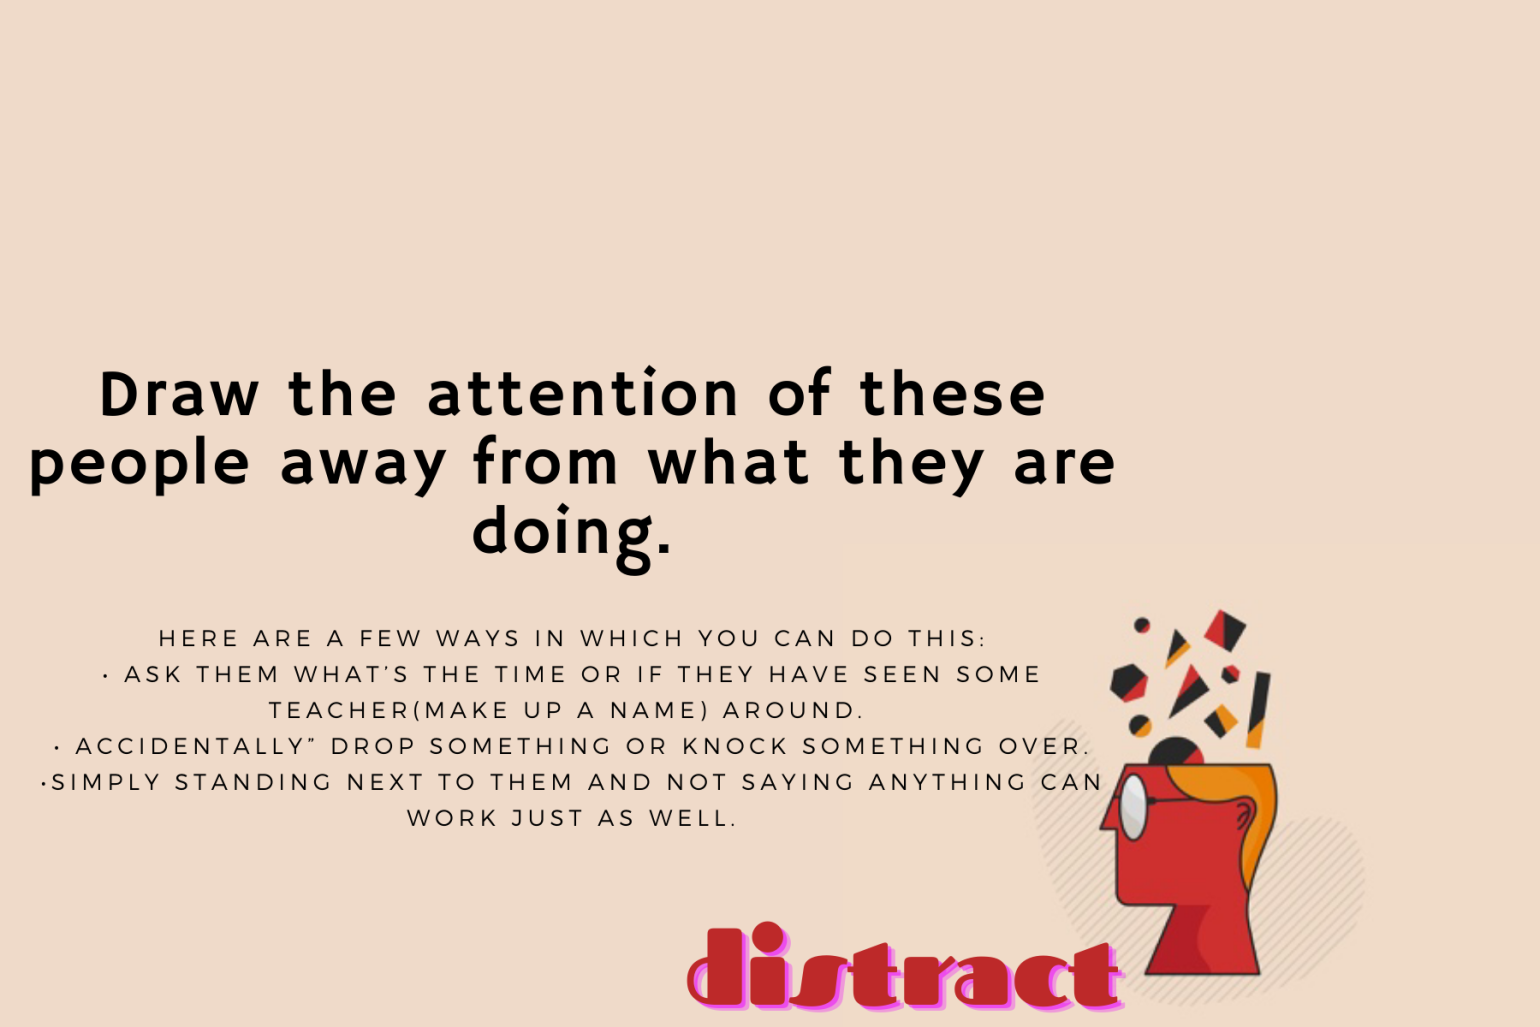 Draw the attention of these
people away from what they are
doing.
HERE ARE A FEW WAYS IN WHICH YOU CAN DO THIS:
• ASK THEM WHAT'S THE TIME OR IF THEY HAVE SEEN SOME
TEACHER(MAKE UP A NAME) AROUND.
• ACCIDENTALLY” DROP SOMETHING OR KNOCK SOMETHING OVER.
•SIMPLY STANDING NEXT TO THEM AND NOT SAYING ANYTHING CAN
WORK JUST AS WELL.
distract